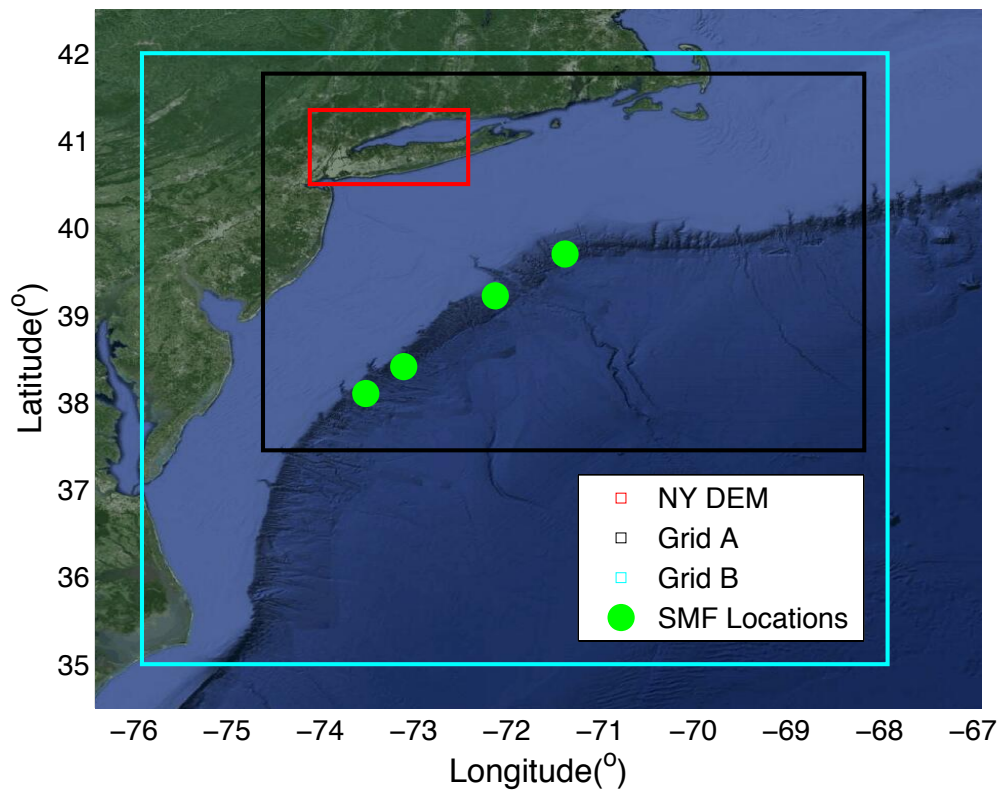 42
41
40
39
38
37
36
35
Latitude(°)
NY DEM
Grid A
Grid B
SMF Locations
−76 −75 −74 −73 −72 −71 −70 −69 −68 −67
Longitude(°)